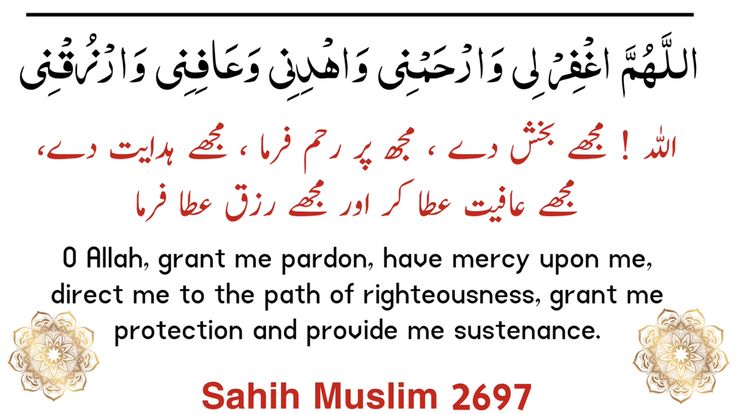 اللَّهُمَّ اغْفِرْ لِي وَارْحَمْنِي وَاهْدِنِي وَعَافِنِي وَارْزُقْنِي
اللہ ! مجھے بخش دے ، مجھ پر رحم فرما ، مجھے ہدایت دے،
مجھے عافیت عطا کر اور مجھے رزق عطا فرما
O Allah, grant me pardon, have mercy upon me,
direct me to the path of righteousness, grant me
protection and provide me sustenance.
Sahih Muslim 2697